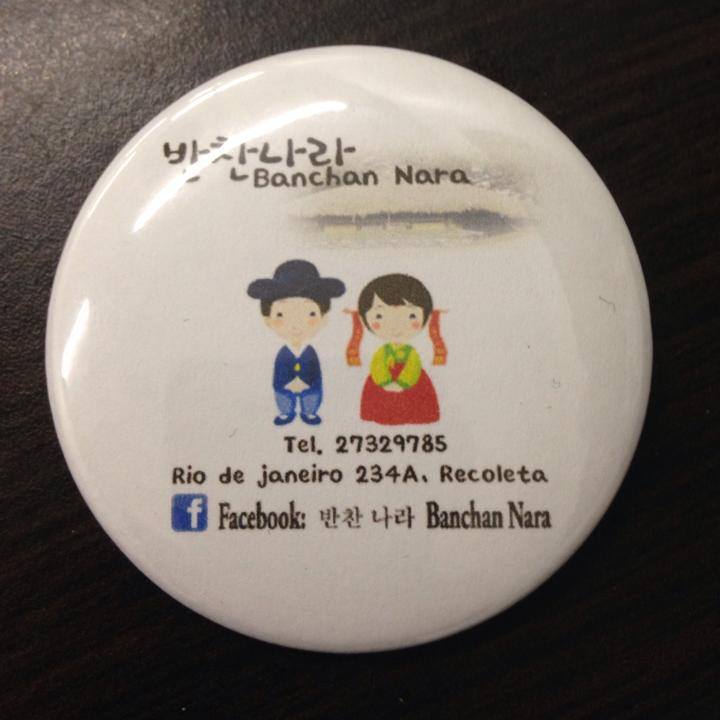 반찬나라
Banchan Nara
Tel. 27329785
Rio de janeiro 234A. Recoleta
f Facebook: 반찬 나라 Banchan Nara